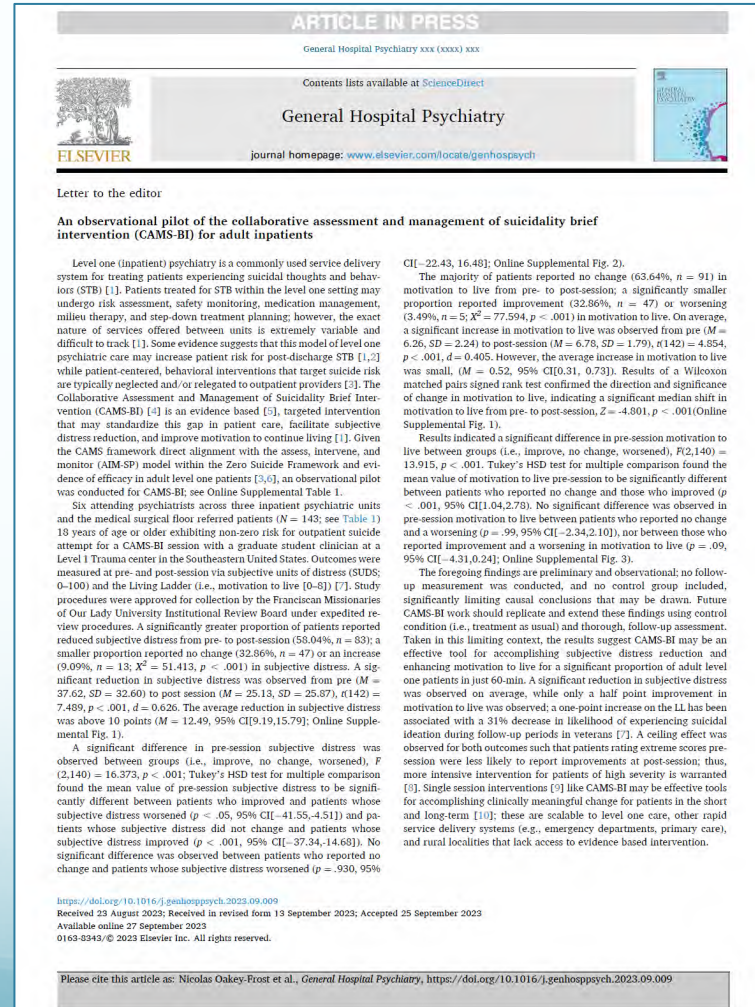 ARTICLE IN PRESS
General Hospital Psychiatry xxx (xxxx) xxx
Contents lists available at ScienceDirect
General Hospital Psychiatry
journal homepage: www.elsevier.com/locate/genhospsych
ELSEVIER
Letter to the editor
An observational pilot of the collaborative assessment and management of suicidality brief
intervention (CAMS-BI) for adult inpatients
Level one (inpatient) psychiatry is a commonly used service delivery
system for treating patients experiencing suicidal thoughts and behav-
iors (STB) [1]. Patients treated for STB within the level one setting may
undergo risk assessment, safety monitoring, medication management,
milieu therapy, and step-down treatment planning; however, the exact
nature of services offered between units is extremely variable and
difficult to track [1]. Some evidence suggests that this model of level one
psychiatric care may increase patient risk for post-discharge STB [1,2]
while patient-centered, behavioral interventions that target suicide risk
are typically neglected and/or relegated to outpatient providers [3]. The
Collaborative Assessment and Management of Suicidality Brief Inter-
vention (CAMS-BI) [4] is an evidence based [5], targeted intervention
that may standardize this gap in patient care, facilitate subjective
distress reduction, and improve motivation to continue living [1]. Given
the CAMS framework direct alignment with the assess, intervene, and
monitor (AIM-SP) model within the Zero Suicide Framework and evi-
dence of efficacy in adult level one patients [3,6], an observational pilot
was conducted for CAMS-BI; see Online Supplemental Table 1.
Six attending psychiatrists across three inpatient psychiatric units
and the medical surgical floor referred patients (N = 143; see Table 1)
18 years of age or older exhibiting non-zero risk for outpatient suicide
attempt for a CAMS-BI session with a graduate student clinician at a
Level 1 Trauma center in the Southeastern United States. Outcomes were
measured at pre- and post-session via subjective units of distress (SUDS;
0–100) and the Living Ladder (i.e., motivation to live [0–8]) [7]. Study
procedures were approved for collection by the Franciscan Missionaries
of Our Lady University Institutional Review Board under expedited re-
view procedures. A significantly greater proportion of patients reported
reduced subjective distress from pre- to post-session (58.04%, n = 83); a
smaller proportion reported no change (32.86%, n = 47) or an increase
(9.09%, n = 13; X² = 51.413, p < .001) in subjective distress. A sig-
nificant reduction in subjective distress was observed from pre (M =
37.62, SD = 32.60) to post session (M = 25.13, SD = 25.87), t(142) =
7.489, p < .001, d = 0.626. The average reduction in subjective distress
was above 10 points (M = 12.49, 95% CI[9.19,15.79]; Online Supple-
mental Fig. 1).
A significant difference in pre-session subjective distress was
observed between groups (i.e., improve, no change, worsened), F
(2,140) = 16.373, p < .001; Tukey's HSD test for multiple comparison
found the mean value of pre-session subjective distress to be signifi-
cantly different between patients who improved and patients whose
subjective distress worsened (p < .05, 95% CI[−41.55,-4.51]) and pa-
tients whose subjective distress did not change and patients whose
subjective distress improved (p < .001, 95% CI[−37.34,-14.68]). No
significant difference was observed between patients who reported no
change and patients whose subjective distress worsened (p = .930, 95%
CI[−22.43, 16.48]; Online Supplemental Fig. 2).
The majority of patients reported no change (63.64%, n = 91) in
motivation to live from pre- to post-session; a significantly smaller
proportion reported improvement (32.86%, n = 47) or worsening
(3.49%, n = 5; X² = 77.594, p < .001) in motivation to live. On average,
a significant increase in motivation to live was observed from pre (M =
6.26, SD = 2.24) to post-session (M = 6.78, SD = 1.79), t(142) = 4.854,
p < .001, d = 0.405. However, the average increase in motivation to live
was small, (M = 0.52, 95% CI[0.31, 0.73]). Results of a Wilcoxon
matched pairs signed rank test confirmed the direction and significance
of change in motivation to live, indicating a significant median shift in
motivation to live from pre- to post-session, Z = -4.801, p < .001(Online
Supplemental Fig. 1).
Results indicated a significant difference in pre-session motivation to
live between groups (i.e., improve, no change, worsened), F(2,140) =
13.915, p < .001. Tukey's HSD test for multiple comparison found the
mean value of motivation to live pre-session to be significantly different
between patients who reported no change and those who improved (p
< .001, 95% CI[1.04,2.78). No significant difference was observed in
pre-session motivation to live between patients who reported no change
and a worsening (p = .99, 95% CI[−2.34,2.10]), nor between those who
reported improvement and a worsening in motivation to live (p = .09,
95% CI[−4.31,0.24]; Online Supplemental Fig. 3).
The foregoing findings are preliminary and observational; no follow-
up measurement was conducted, and no control group included,
significantly limiting causal conclusions that may be drawn. Future
CAMS-BI work should replicate and extend these findings using control
condition (i.e., treatment as usual) and thorough, follow-up assessment.
Taken in this limiting context, the results suggest CAMS-BI may be an
effective tool for accomplishing subjective distress reduction and
enhancing motivation to live for a significant proportion of adult level
one patients in just 60-min. A significant reduction in subjective distress
was observed on average, while only a half point improvement in
motivation to live was observed; a one-point increase on the LL has been
associated with a 31% decrease in likelihood of experiencing suicidal
ideation during follow-up periods in veterans [7]. A ceiling effect was
observed for both outcomes such that patients rating extreme scores pre-
session were less likely to report improvements at post-session; thus,
more intensive intervention for patients of high severity is warranted
[8]. Single session interventions [9] like CAMS-BI may be effective tools
for accomplishing clinically meaningful change for patients in the short
and long-term [10]; these are scalable to level one care, other rapid
service delivery systems (e.g., emergency departments, primary care),
and rural localities that lack access to evidence based intervention.
https://doi.org/10.1016/j.genhosppsych.2023.09.009
Received 23 August 2023; Received in revised form 13 September 2023; Accepted 25 September 2023
Available online 27 September 2023
0163-8343/© 2023 Elsevier Inc. All rights reserved.
Please cite this article as: Nicolas Oakey-Frost et al., General Hospital Psychiatry, https://doi.org/10.1016/j.genhosppsych.2023.09.009